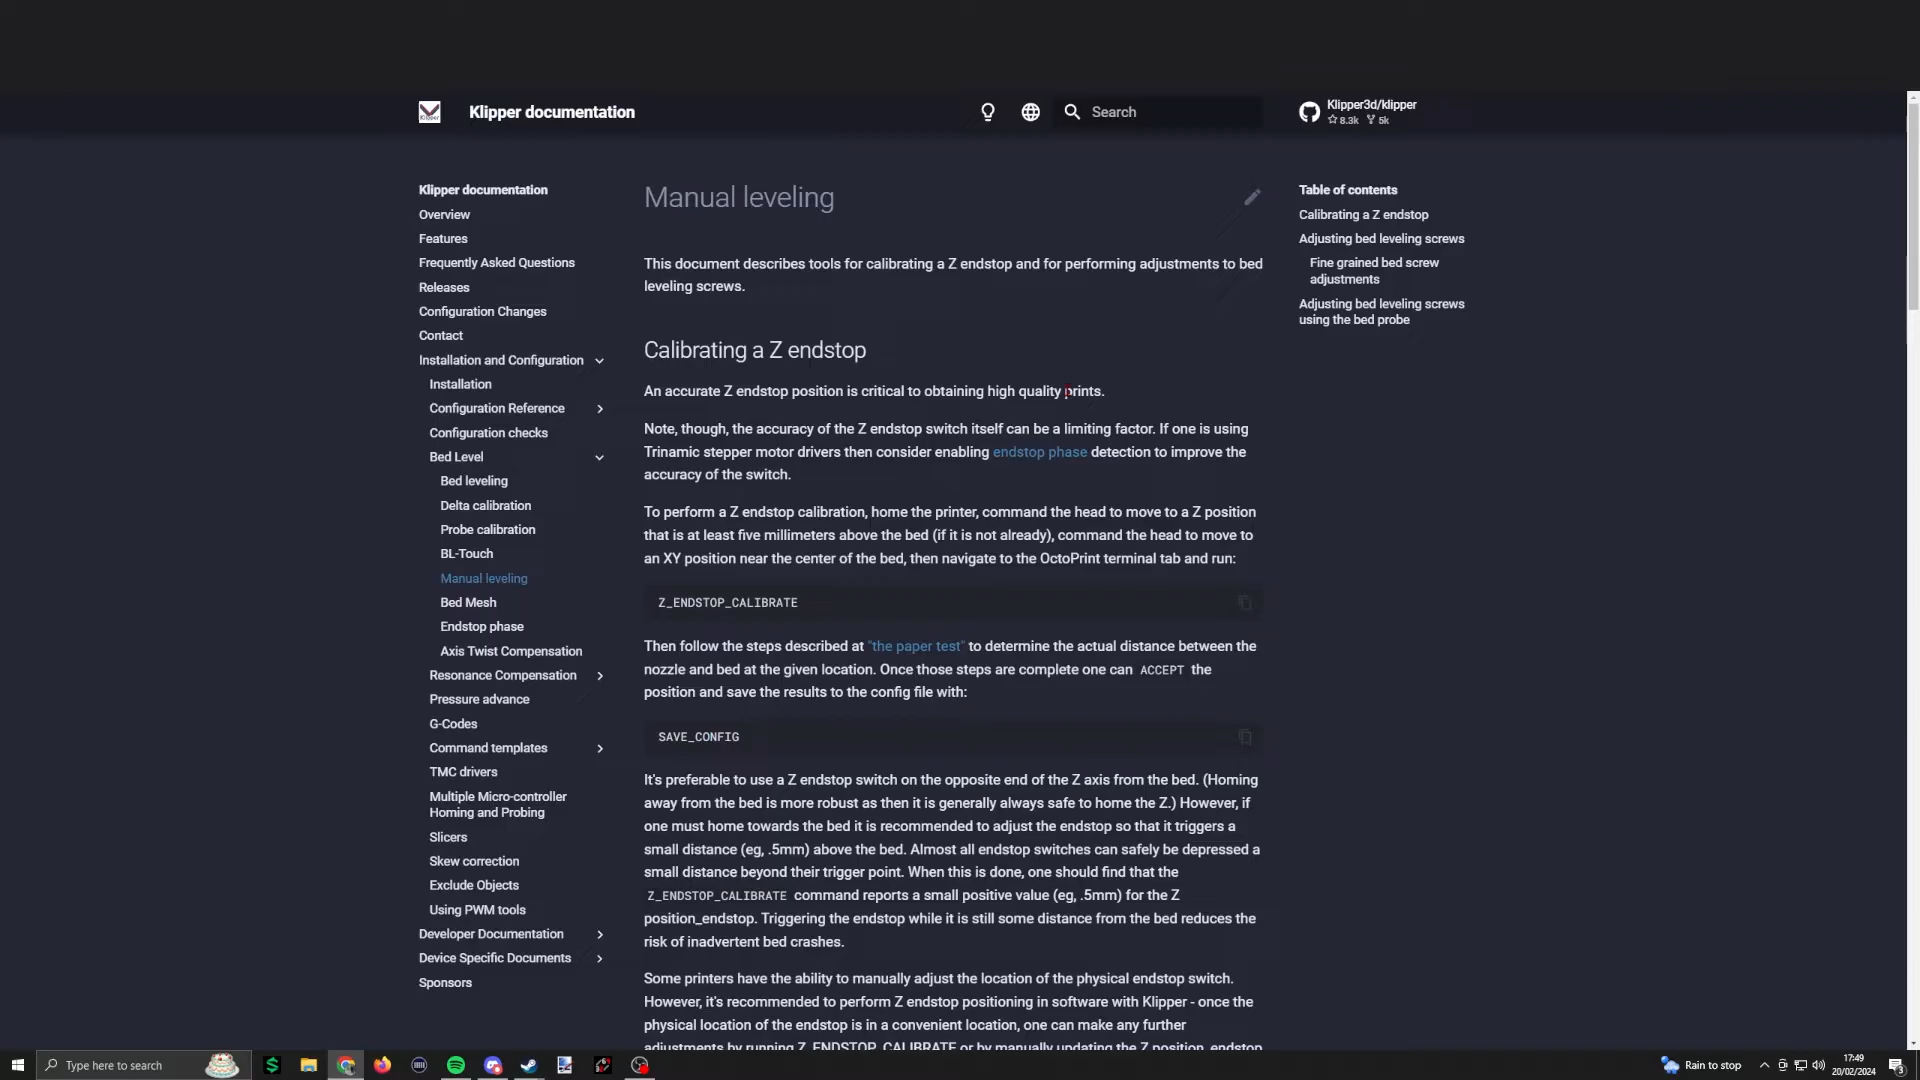 Klipper documentation
Search
Klipper3d/klipper
8.3k 5k
Klipper documentation
Overview
Features
Frequently Asked Questions
Releases
Configuration Changes
Contact
Installation and Configuration
Installation
Configuration Reference
Configuration checks
Bed Level
Bed leveling
Delta calibration
Probe calibration
BL-Touch
Manual leveling
Bed Mesh
Endstop phase
Axis Twist Compensation
Resonance Compensation
Pressure advance
G-Codes
Command templates
TMC drivers
Multiple Micro-controller
Homing and Probing
Slicers
Skew correction
Exclude Objects
Using PWM tools
Developer Documentation
Device Specific Documents
Sponsors
Manual leveling
This document describes tools for calibrating a Z endstop and for performing adjustments to bed
leveling screws.
Calibrating a Z endstop
An accurate Z endstop position is critical to obtaining high quality prints.
Note, though, the accuracy of the Z endstop switch itself can be a limiting factor. If one is using
Trinamic stepper motor drivers then consider enabling endstop phase detection to improve the
accuracy of the switch.
To perform a Z endstop calibration, home the printer, command the head to move to a Z position
that is at least five millimeters above the bed (if it is not already), command the head to move to
an XY position near the center of the bed, then navigate to the OctoPrint terminal tab and run:
Z_ENDSTOP_CALIBRATE
Then follow the steps described at "the paper test" to determine the actual distance between the
nozzle and bed at the given location. Once those steps are complete one can ACCEPT the
position and save the results to the config file with:
SAVE_CONFIG
It's preferable to use a Z endstop switch on the opposite end of the Z axis from the bed. (Homing
away from the bed is more robust as then it is generally always safe to home the Z.) However, if
one must home towards the bed it is recommended to adjust the endstop so that it triggers a
small distance (eg, .5mm) above the bed. Almost all endstop switches can safely be depressed a
small distance beyond their trigger point. When this is done, one should find that the
Z_ENDSTOP_CALIBRATE command reports a small positive value (eg, .5mm) for the Z
position_endstop. Triggering the endstop while it is still some distance from the bed reduces the
risk of inadvertent bed crashes.
Some printers have the ability to manually adjust the location of the physical endstop switch.
However, it's recommended to perform Z endstop positioning in software with Klipper - once the
physical location of the endstop is in a convenient location, one can make any further
adjustments by running Z_ENDSTOP_CALIBRATE or by manually updating the Z position_endstop
Table of contents
Calibrating a Z endstop
Adjusting bed leveling screws
Fine grained bed screw
adjustments
Adjusting bed leveling screws
using the bed probe
Type here to search
Rain to stop
17:49
20/02/2024